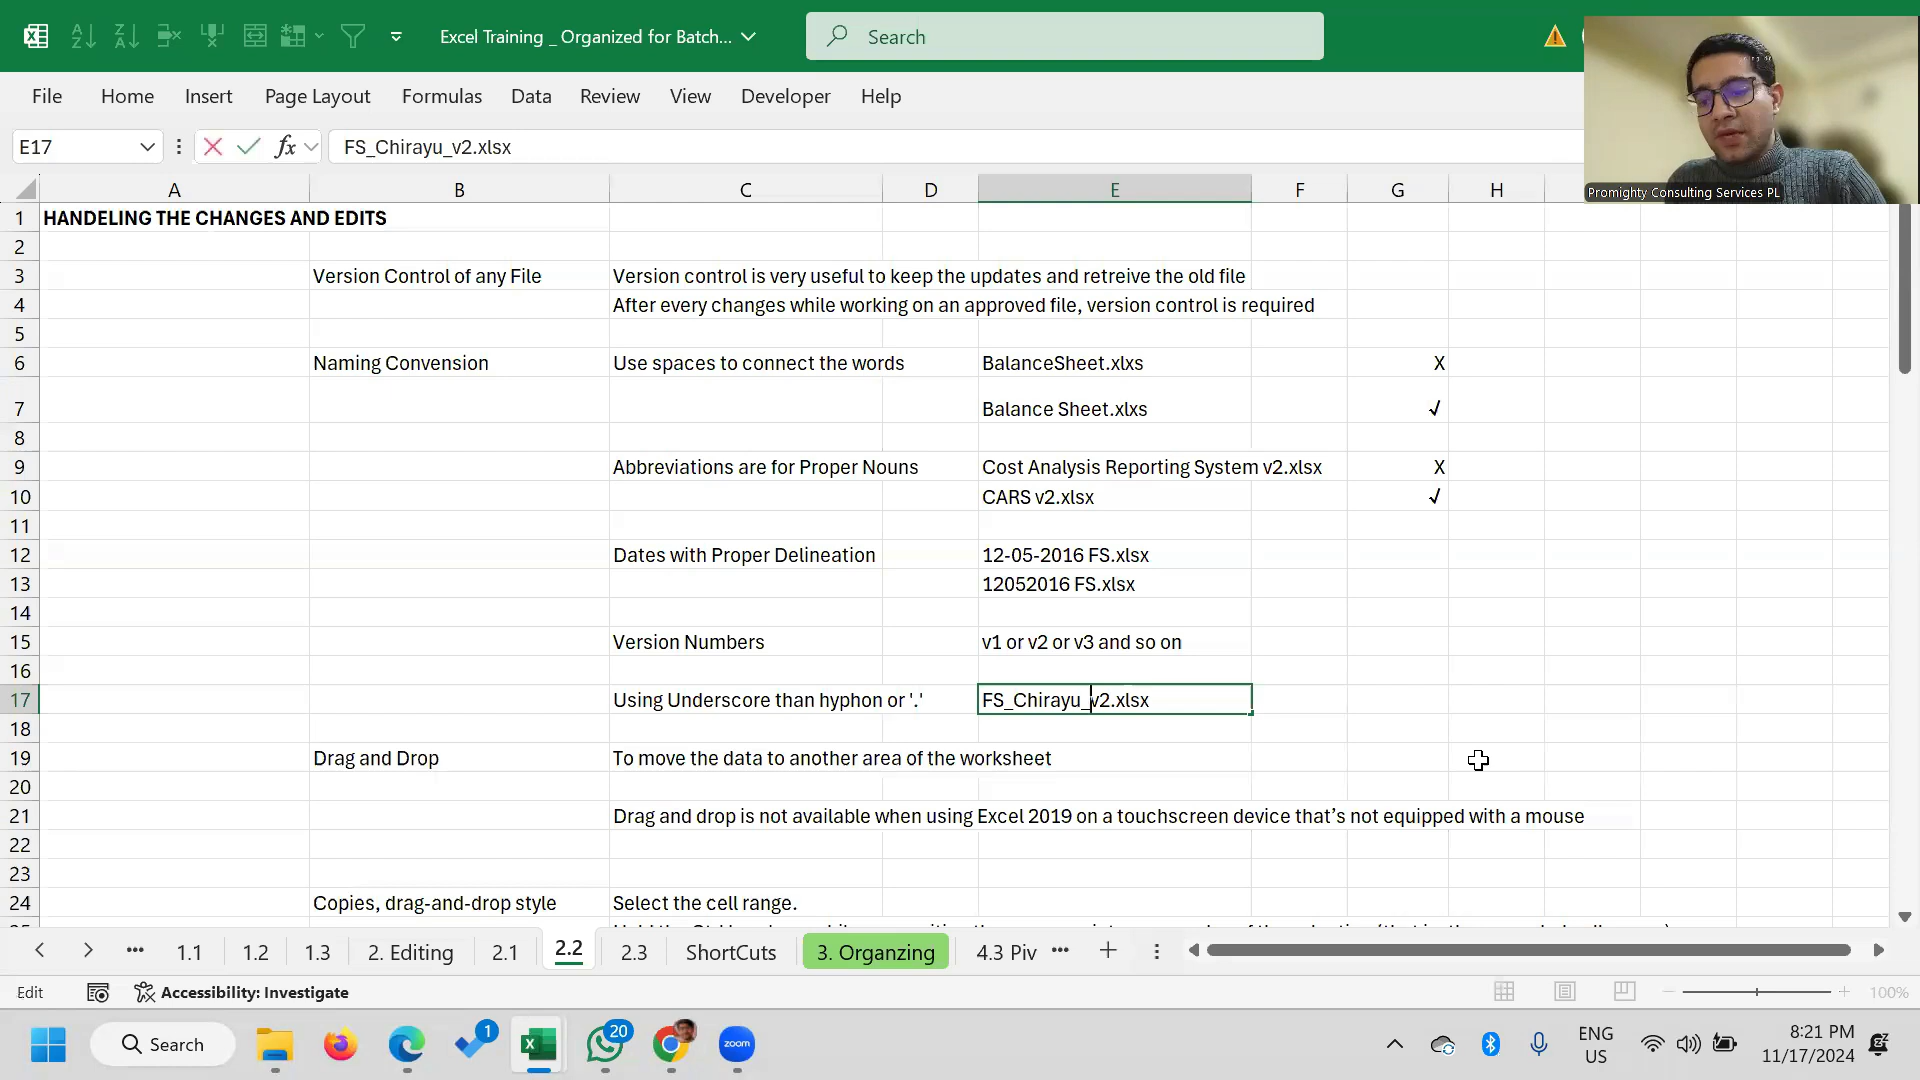 Excel Training _ Organized for Batch...
Search
File Home Insert Page Layout Formulas Data Developer Review View Help
E17
FS_Chirayu_v2.xlsx
Promighty Consulting Services PL
A B C D E F G H
1 HANDELING THE CHANGES AND EDITS
2
3 Version Control of any File Version control is very useful to keep the updates and retreive the old file
4 After every changes while working on an approved file, version control is required
5
6 Naming Convension Use spaces to connect the words BalanceSheet.xlxs X
7 Balance Sheet.xlxs √
8
9 Abbreviations are for Proper Nouns Cost Analysis Reporting System v2.xlsx X
10 CARS v2.xlsx √
11
12 Dates with Proper Delineation 12-05-2016 FS.xlsx
13 12052016 FS.xlsx
14
15 Version Numbers v1 or v2 or v3 and so on
16
17 Using Underscore than hyphon or '.' FS_Chirayu_v2.xlsx
18
19 Drag and Drop To move the data to another area of the worksheet
20
21 Drag and drop is not available when using Excel 2019 on a touchscreen device that’s not equipped with a mouse
22
23
24 Copies, drag-and-drop style Select the cell range.
1.1 1.2 1.3 2. Editing 2.1 2.2 2.3 ShortCuts 3. Organzing 4.3 Piv
Edit Accessibility: Investigate 100%
Search 1 20 zoom ENG US 8:21 PM 11/17/2024